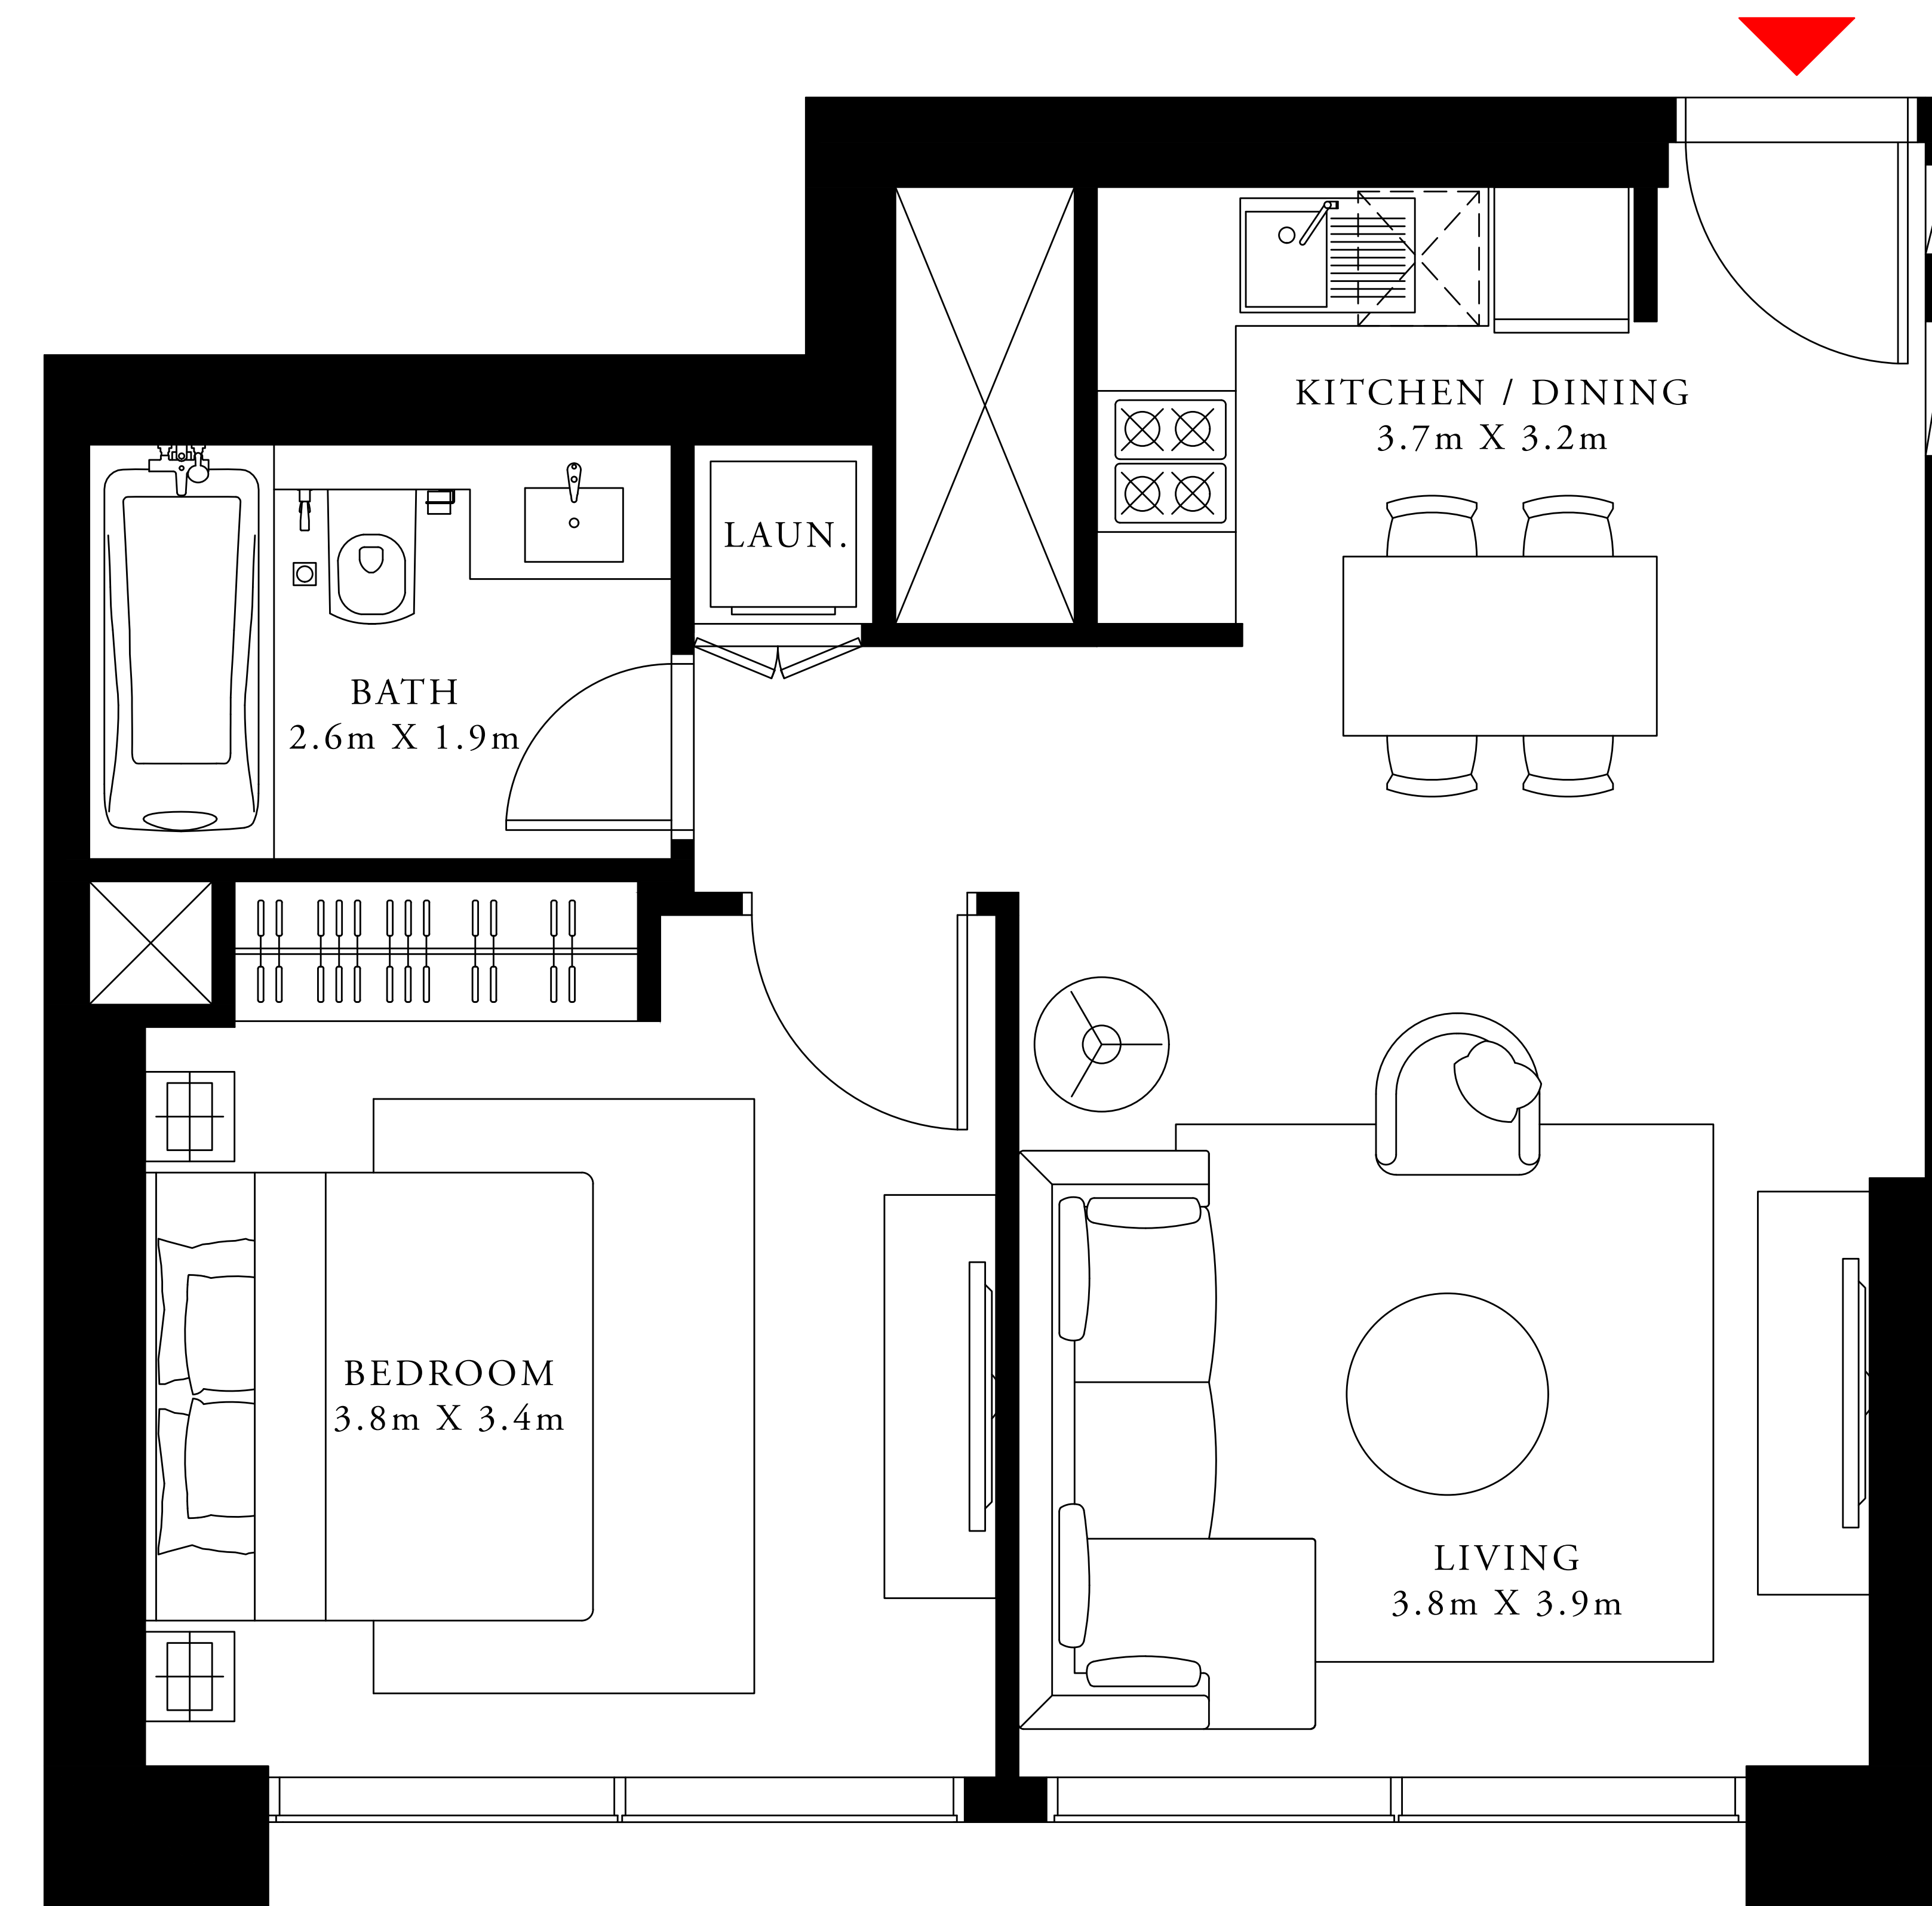 KITCHEN / DINING
3.7m X 3.2m
LAUN.
BATH
2.6m X 1.9m
BEDROOM
3.8m X 3.4m
LIVING
3.8m X 3.9m